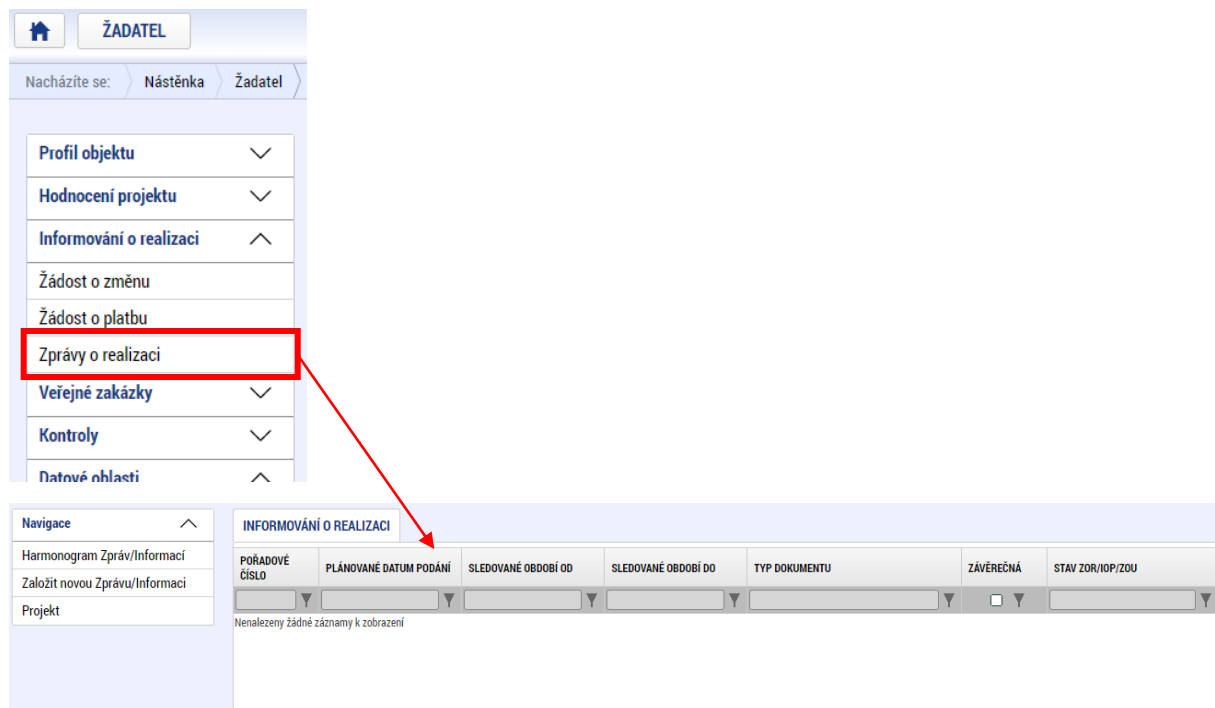 ŽADATEL
Nacházíte se: Nástěnka Žadatel
Profil objektu
Hodnocení projektu
Informování o realizaci
Žádost o změnu
Žádost o platbu
Zprávy o realizaci
Veřejné zakázky
Kontroly
Datové oblasti
Navigace
Harmonogram Zpráv/Informací
Založit novou Zprávu/Informaci
Projekt
INFORMOVÁNÍ O REALIZACI
POŘADOVÉ
ČÍSLO
PLÁNOVANÉ DATUM PODÁNÍ
SLEDOVANÉ OBDOBÍ OD
SLEDOVANÉ OBDOBÍ DO
TYP DOKUMENTU
ZÁVĚREČNÁ
STAV ZOR/IOP/ZOU
Nenalezeny žádné záznamy k zobrazení